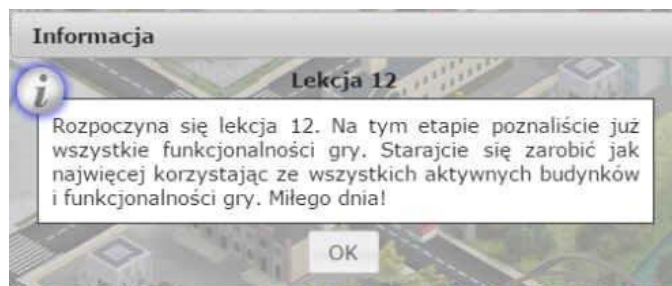 Informacja
Lekcja 12
i
Rozpoczyna się lekcja 12. Na tym etapie poznaliście już
wszystkie funkcjonalności gry. Starajcie się zarobić jak
najwięcej korzystając ze wszystkich aktywnych budynków
i funkcjonalności gry. Miłego dnia!
OK